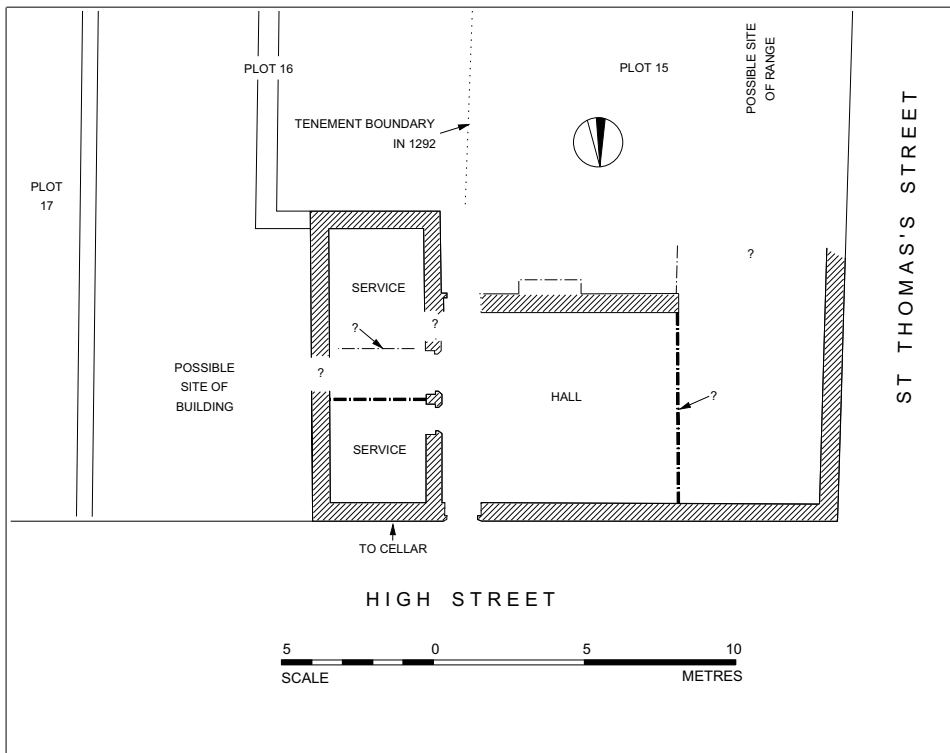 PLOT 16
PLOT 15
POSSIBLE SITE
OF RANGE
TENEMENT BOUNDARY
IN 1292
ST THOMAS'S STREET
PLOT
17
SERVICE
?
?
?
?
POSSIBLE
SITE OF
BUILDING
HALL
?
SERVICE
TO CELLAR
HIGH STREET
5 0 5 10
SCALE METRES